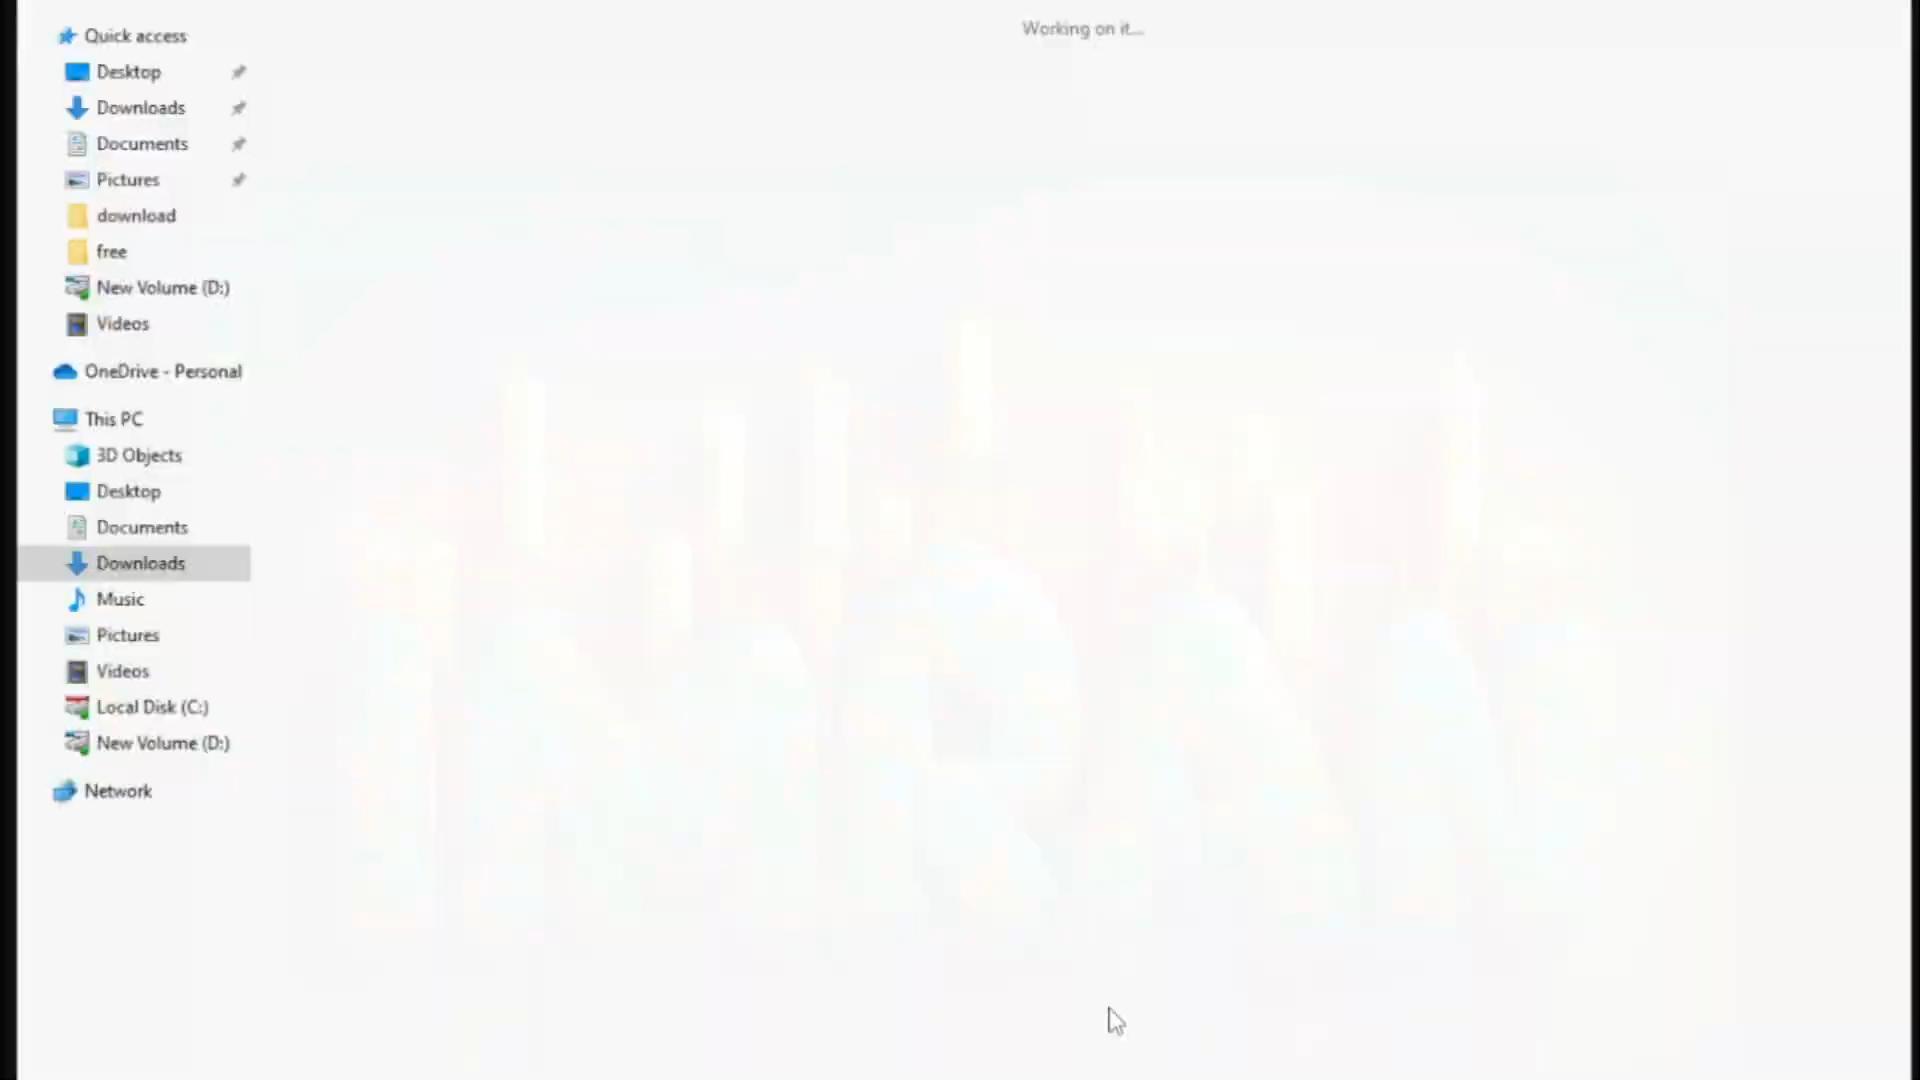 Working on it...
Quick access
Desktop
Downloads
Documents
Pictures
download
free
New Volume (D:)
Videos
OneDrive - Personal
This PC
3D Objects
Desktop
Documents
Downloads
Music
Pictures
Videos
Local Disk (C:)
New Volume (D:)
Network